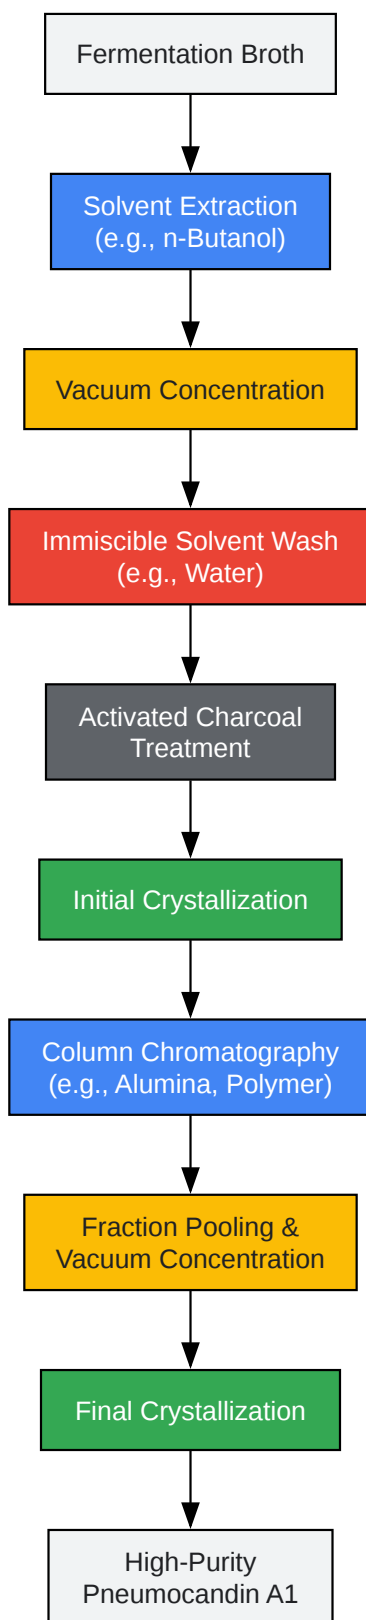 Fermentation Broth
Solvent Extraction
(e.g., n-Butanol)
Vacuum Concentration
Immiscible Solvent Wash
(e.g., Water)
Activated Charcoal
Treatment
Initial Crystallization
Column Chromatography
(e.g., Alumina, Polymer)
Fraction Pooling &
Vacuum Concentration
Final Crystallization
High-Purity
Pneumocandin A1